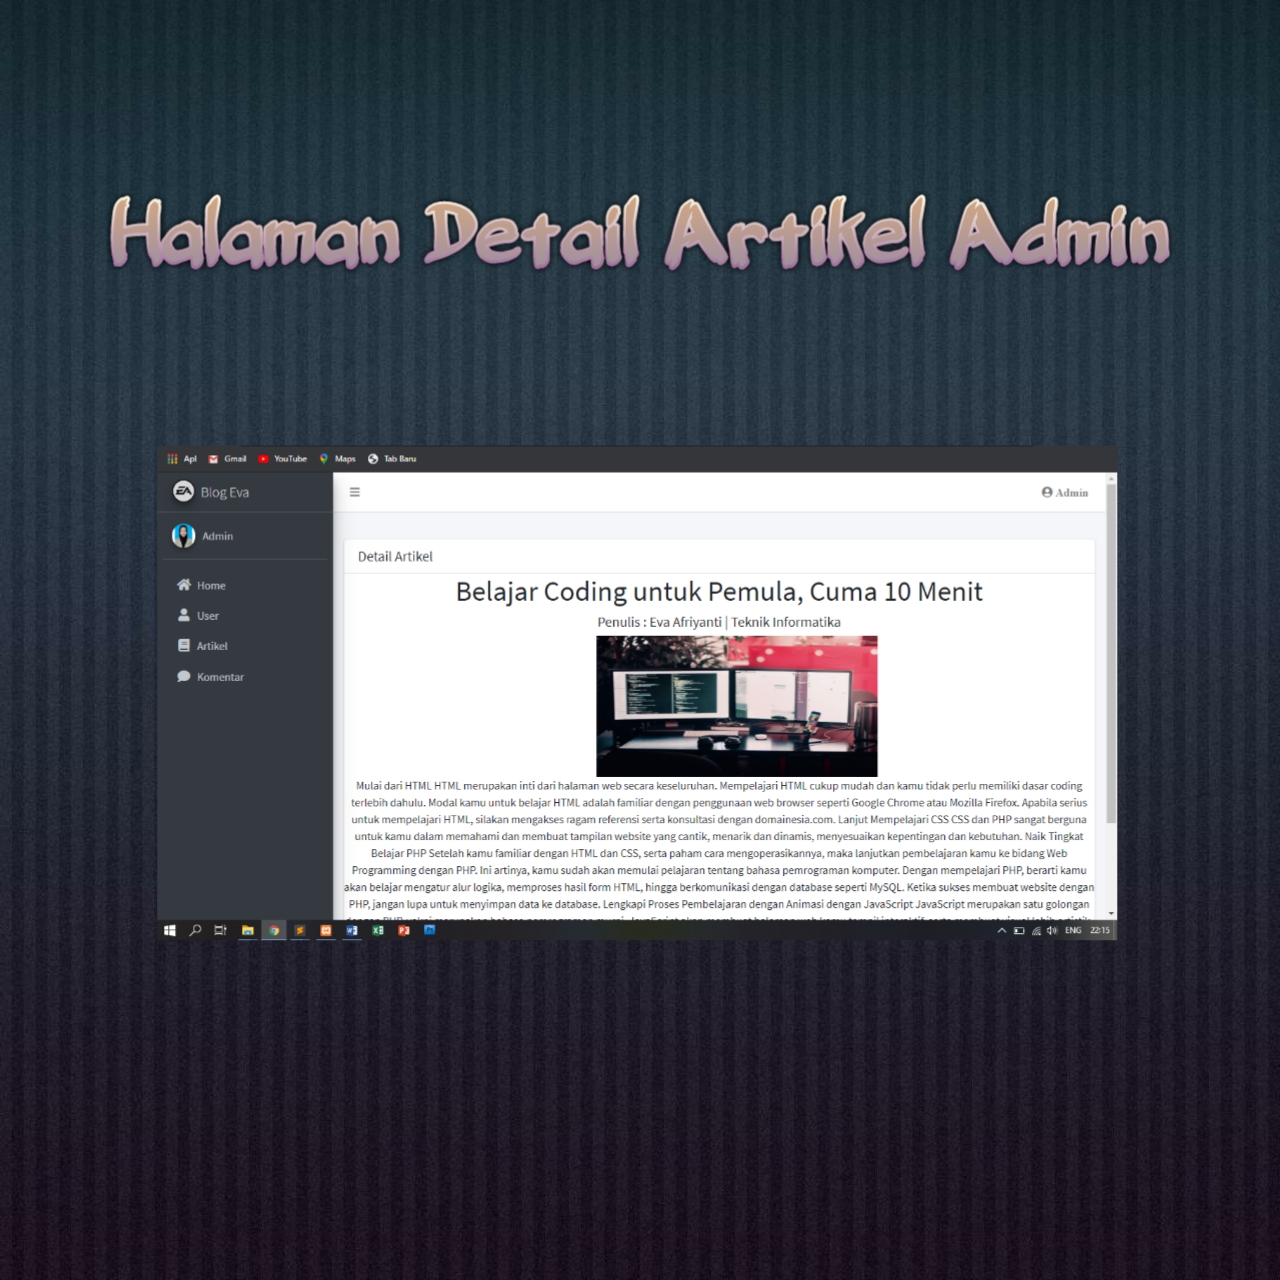 Halaman Detail Artikel Admin
Apl Gmail YouTube Maps Tab Baru
EA Blog Eva
Admin
Admin
Home
User
Artikel
Komentar
Detail Artikel
Belajar Coding untuk Pemula, Cuma 10 Menit
Penulis : Eva Afriyanti | Teknik Informatika
Mulai dari HTML HTML merupakan inti dari halaman web secara keseluruhan. Mempelajari HTML cukup mudah dan kamu tidak perlu memiliki dasar coding
terlebih dahulu. Modal kamu untuk belajar HTML adalah familiar dengan penggunaan web browser seperti Google Chrome atau Mozilla Firefox. Apabila serius
untuk mempelajari HTML, silakan mengakses ragam referensi serta konsultasi dengan domainesia.com. Lanjut Mempelajari CSS CSS dan PHP sangat berguna
untuk kamu dalam memahami dan membuat tampilan website yang cantik, menarik dan dinamis, menyesuaikan kepentingan dan kebutuhan. Naik Tingkat
Belajar PHP Setelah kamu familiar dengan HTML dan CSS, serta paham cara mengoperasikannya, maka lanjutkan pembelajaran kamu ke bidang Web
Programming dengan PHP. Ini artinya, kamu sudah akan memulai pelajaran tentang bahasa pemrograman komputer. Dengan mempelajari PHP, berarti kamu
akan belajar mengatur alur logika, memproses hasil form HTML, hingga berkomunikasi dengan database seperti MySQL. Ketika sukses membuat website dengan
PHP, jangan lupa untuk menyimpan data ke database. Lengkapi Proses Pembelajaran dengan Animasi dengan JavaScript JavaScript merupakan satu golongan
ENG 22:15